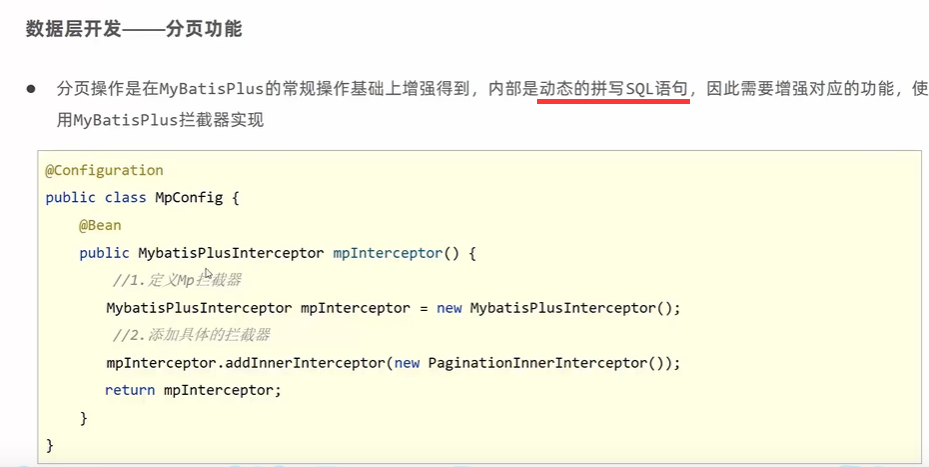 数据层开发——分页功能
● 分页操作是在MyBatisPlus的常规操作基础上增强得到，内部是动态的拼写SQL语句，因此需要增强对应的功能，使
用MyBatisPlus拦截器实现
@Configuration
public class MpConfig {
@Bean
public MybatisPlusInterceptor mpInterceptor() {
//1.定义Mp拦截器
MybatisPlusInterceptor mpInterceptor = new MybatisPlusInterceptor();
//2.添加具体的拦截器
mpInterceptor.addInnerInterceptor(new PaginationInnerInterceptor());
return mpInterceptor;
}
}